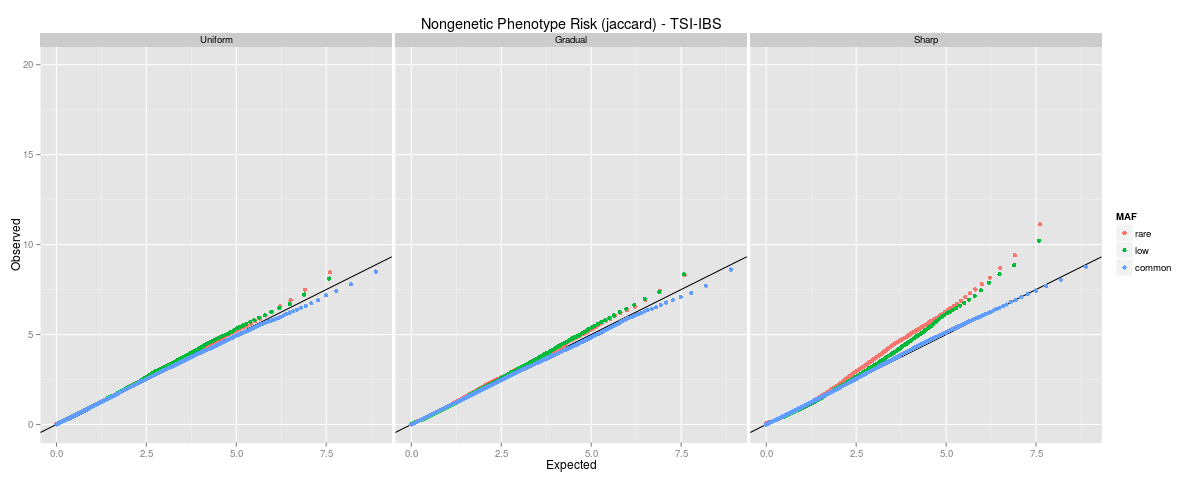 Nongenetic Phenotype Risk (jaccard) - TSI-IBS
Uniform
Gradual
Sharp
20
15
10
5
0
Observed
0.0 2.5 5.0 7.5
0.0 2.5 5.0 7.5
0.0 2.5 5.0 7.5
Expected
MAF
rare
low
common